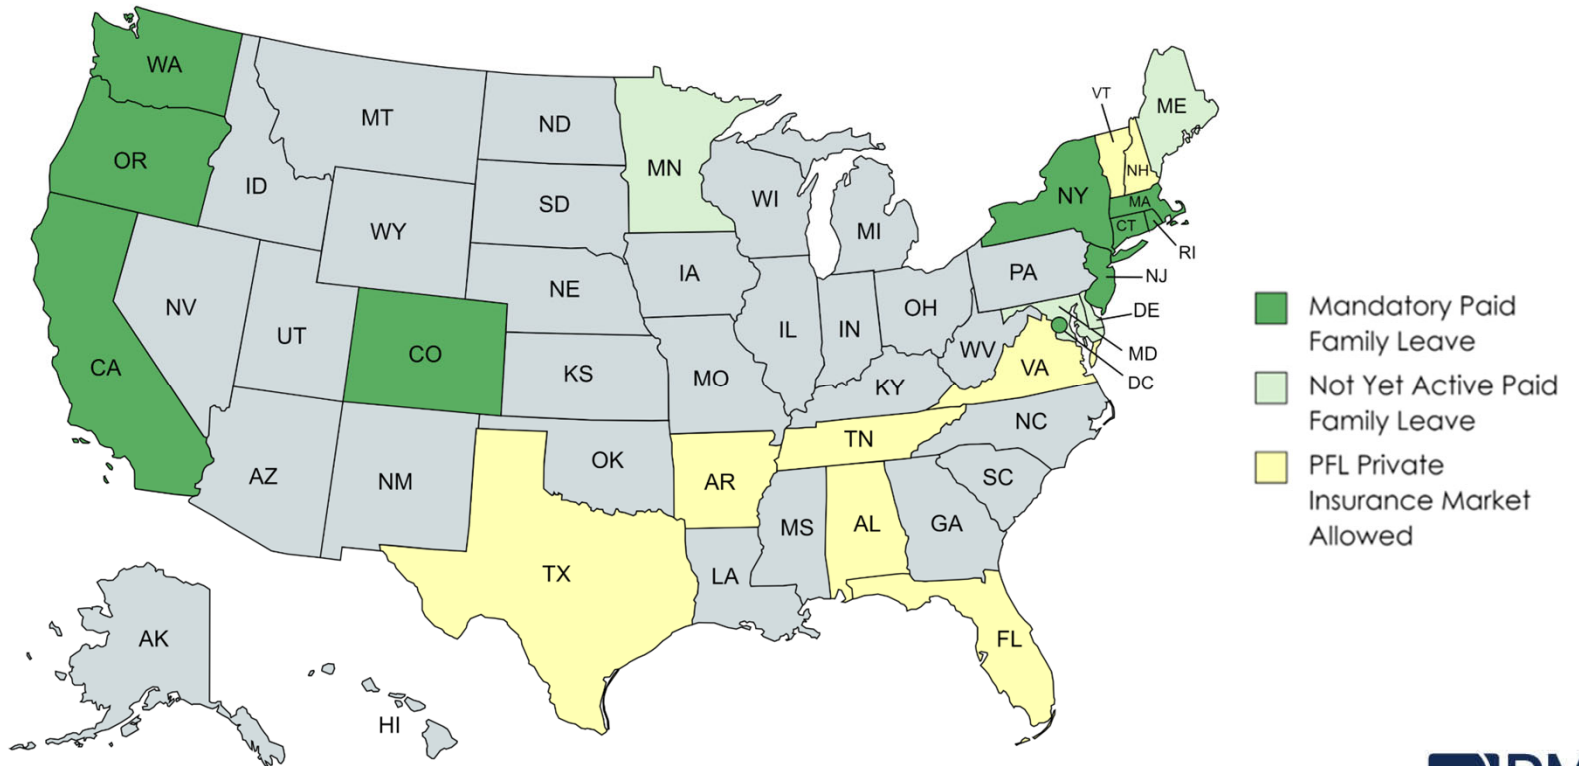 WA
OR
CA
ID
NV
MT
WY
UT
CO
AZ
NM
ND
SD
NE
KS
OK
TX
MN
IA
MO
AR
LA
WI
IL
MI
IN
OH
KY
TN
MS
AL
GA
FL
SC
NC
VA
WV
PA
NY
VT
NH
ME
MA
CT
RI
NJ
DE
MD
DC
AK
HI
Mandatory Paid
Family Leave
Not Yet Active Paid
Family Leave
PFL Private
Insurance Market
Allowed